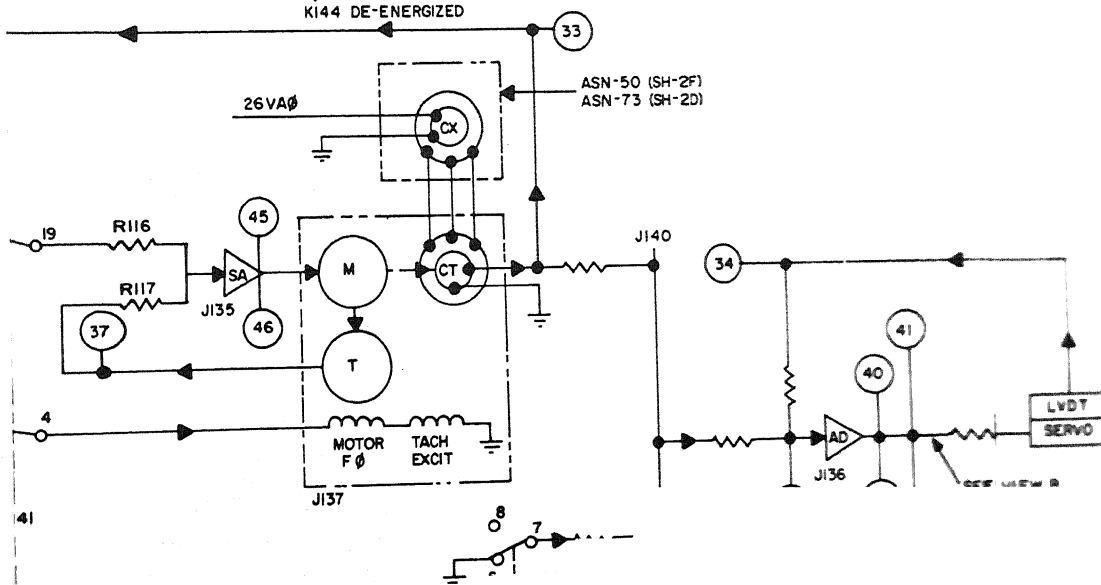 K144 DE-ENERGIZED
33
ASN-50 (SH-2F)
ASN-73 (SH-2D)
26VAØ
CX
19
R116
45
J140
34
SA
M
CT
R117
J135
46
37
41
T
40
4
LVDT
SERVO
MOTOR
FØ
TACH
EXCIT
AD
J136
J137
41
8
7